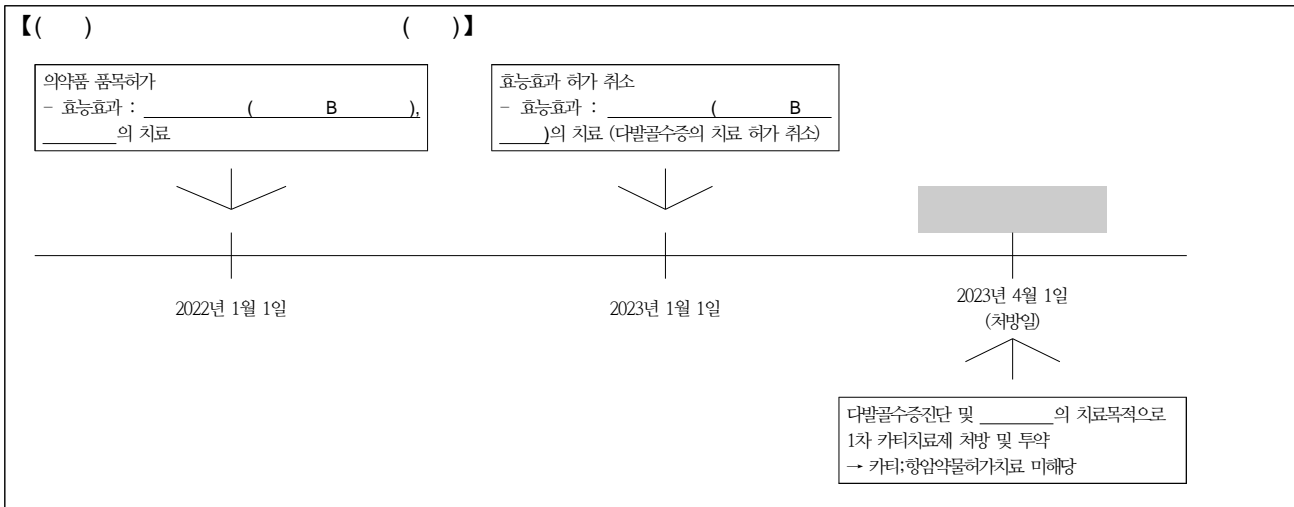 【( ) ( )】
의약품 품목허가
- 효능효과 : ( B ),
의 치료
효능효과 허가 취소
- 효능효과 : ( B
)의 치료 (다발골수증의 치료 허가 취소)
2022년 1월 1일
2023년 1월 1일
2023년 4월 1일
(처방일)
다발골수증진단 및 의 치료목적으로
1차 카티치료제 처방 및 투약
→ 카티;항암약물허가치료 미해당